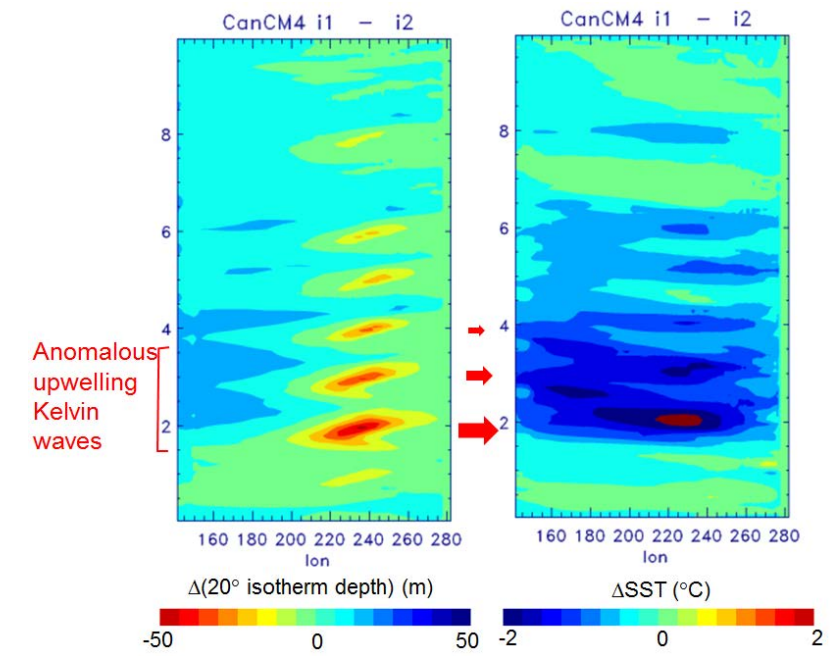 CanCM4 i1 – i2
CanCM4 i1 – i2
8
6
4
2
8
6
4
2
Anomalous
upwelling
Kelvin
waves
160 180 200 220 240 260 280
lon
160 180 200 220 240 260 280
lon
Δ(20° isotherm depth) (m)
-50 0 50
ΔSST (°C)
-2 0 2